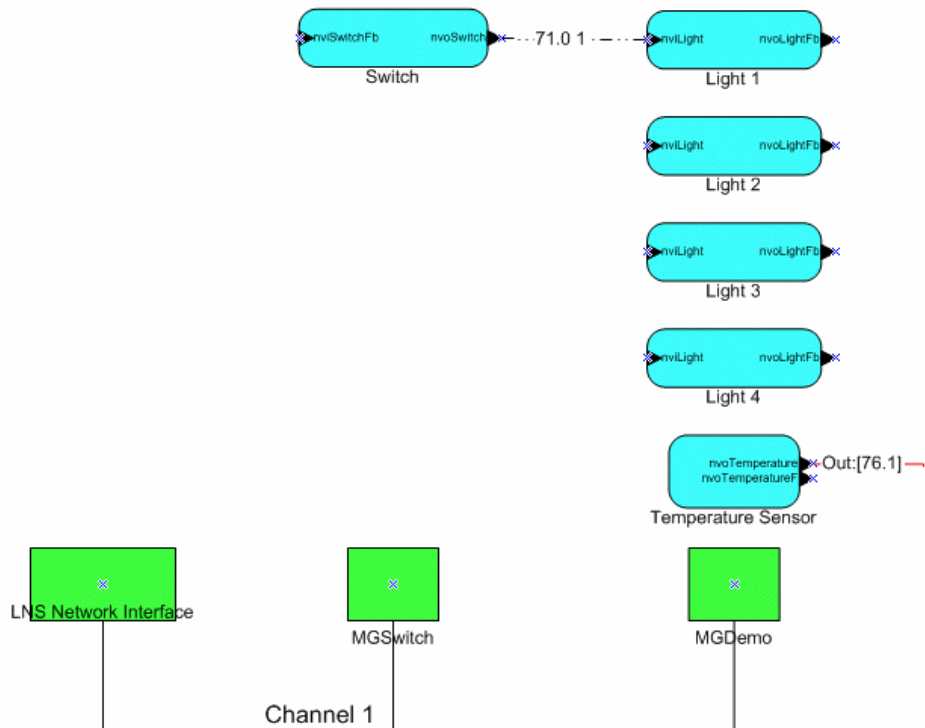 nviSwitchFb nvoSwitch 71.0 1 nviLight nvoLightFb
Switch Light 1
nviLight nvoLightFb
Light 2
nviLight nvoLightFb
Light 3
nviLight nvoLightFb
Light 4
nvoTemperature Out:[76.1]
nvoTemperatureF
Temperature Sensor
LNS Network Interface
MGSwitch MGDemo
Channel 1